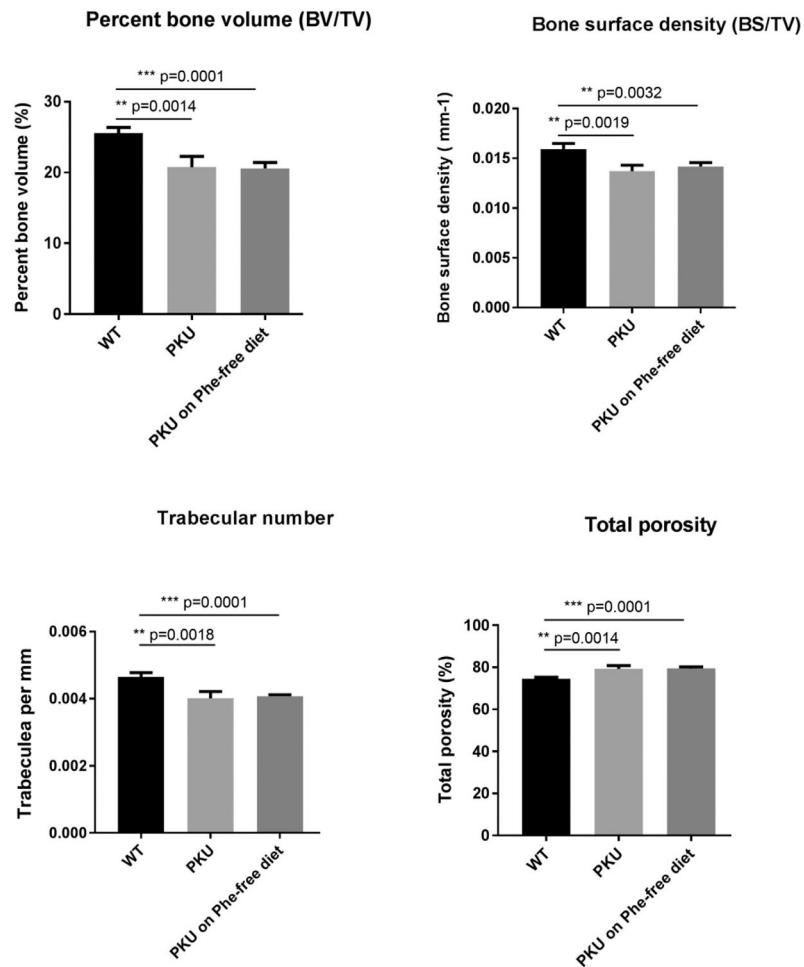 Percent bone volume (BV/TV)
*** p=0.0001
** p=0.0014
30
20
10
0
Percent bone volume (%)
WT
PKU
PKU on Phe-free diet
Bone surface density (BS/TV)
** p=0.0032
** p=0.0019
0.020
0.015
0.010
0.005
0.000
Bone surface density ( mm-1)
WT
PKU
PKU on Phe-free diet
Trabecular number
*** p=0.0001
** p=0.0018
0.006
0.004
0.002
0.000
Trabeculea per mm
WT
PKU
PKU on Phe-free diet
Total porosity
*** p=0.0001
** p=0.0014
100
80
60
40
20
0
Total porosity (%)
WT
PKU
PKU on Phe-free diet